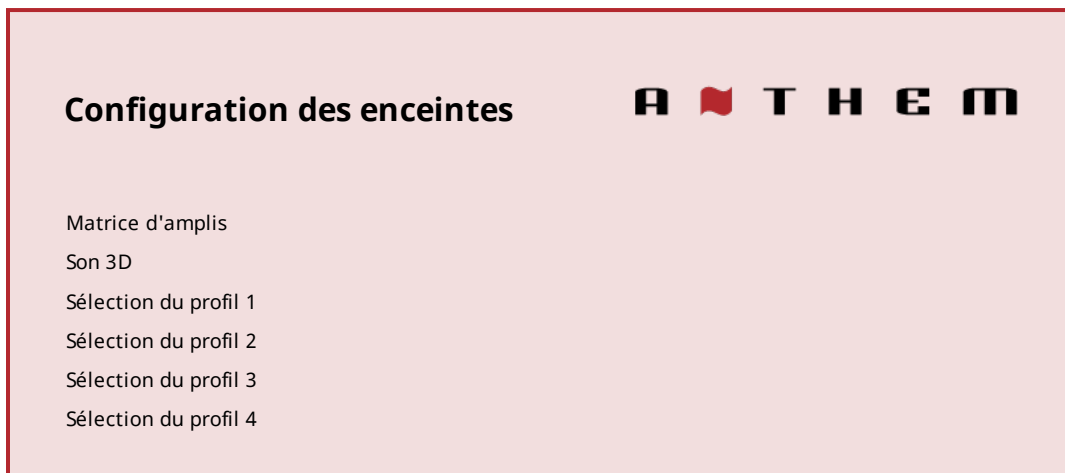 Configuration des enceintes
ANTHEM
Matrice d'amplis
Son 3D
Sélection du profil 1
Sélection du profil 2
Sélection du profil 3
Sélection du profil 4